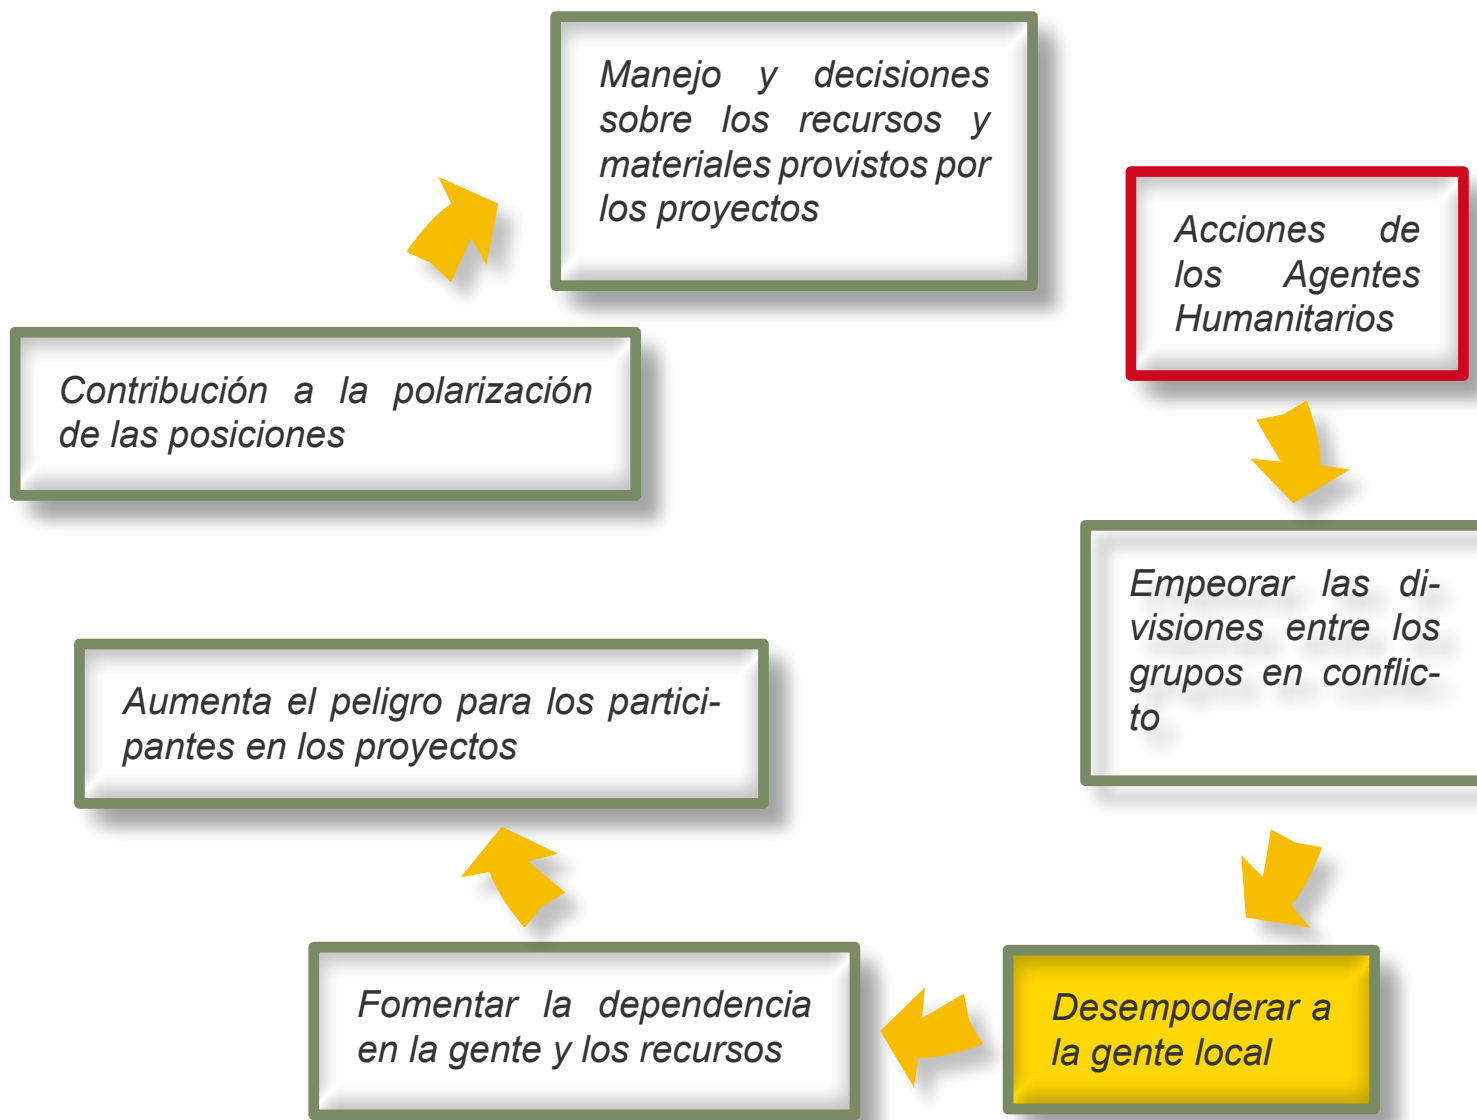 Manejo y decisiones
sobre los recursos y
materiales provistos por
los proyectos
Acciones de
los Agentes
Humanitarios
Contribución a la polarización
de las posiciones
Empeorar las di-
visiones entre los
grupos en conflic-
to
Aumenta el peligro para los partici-
pantes en los proyectos
Fomentar la dependencia
en la gente y los recursos
Desempoderar a
la gente local